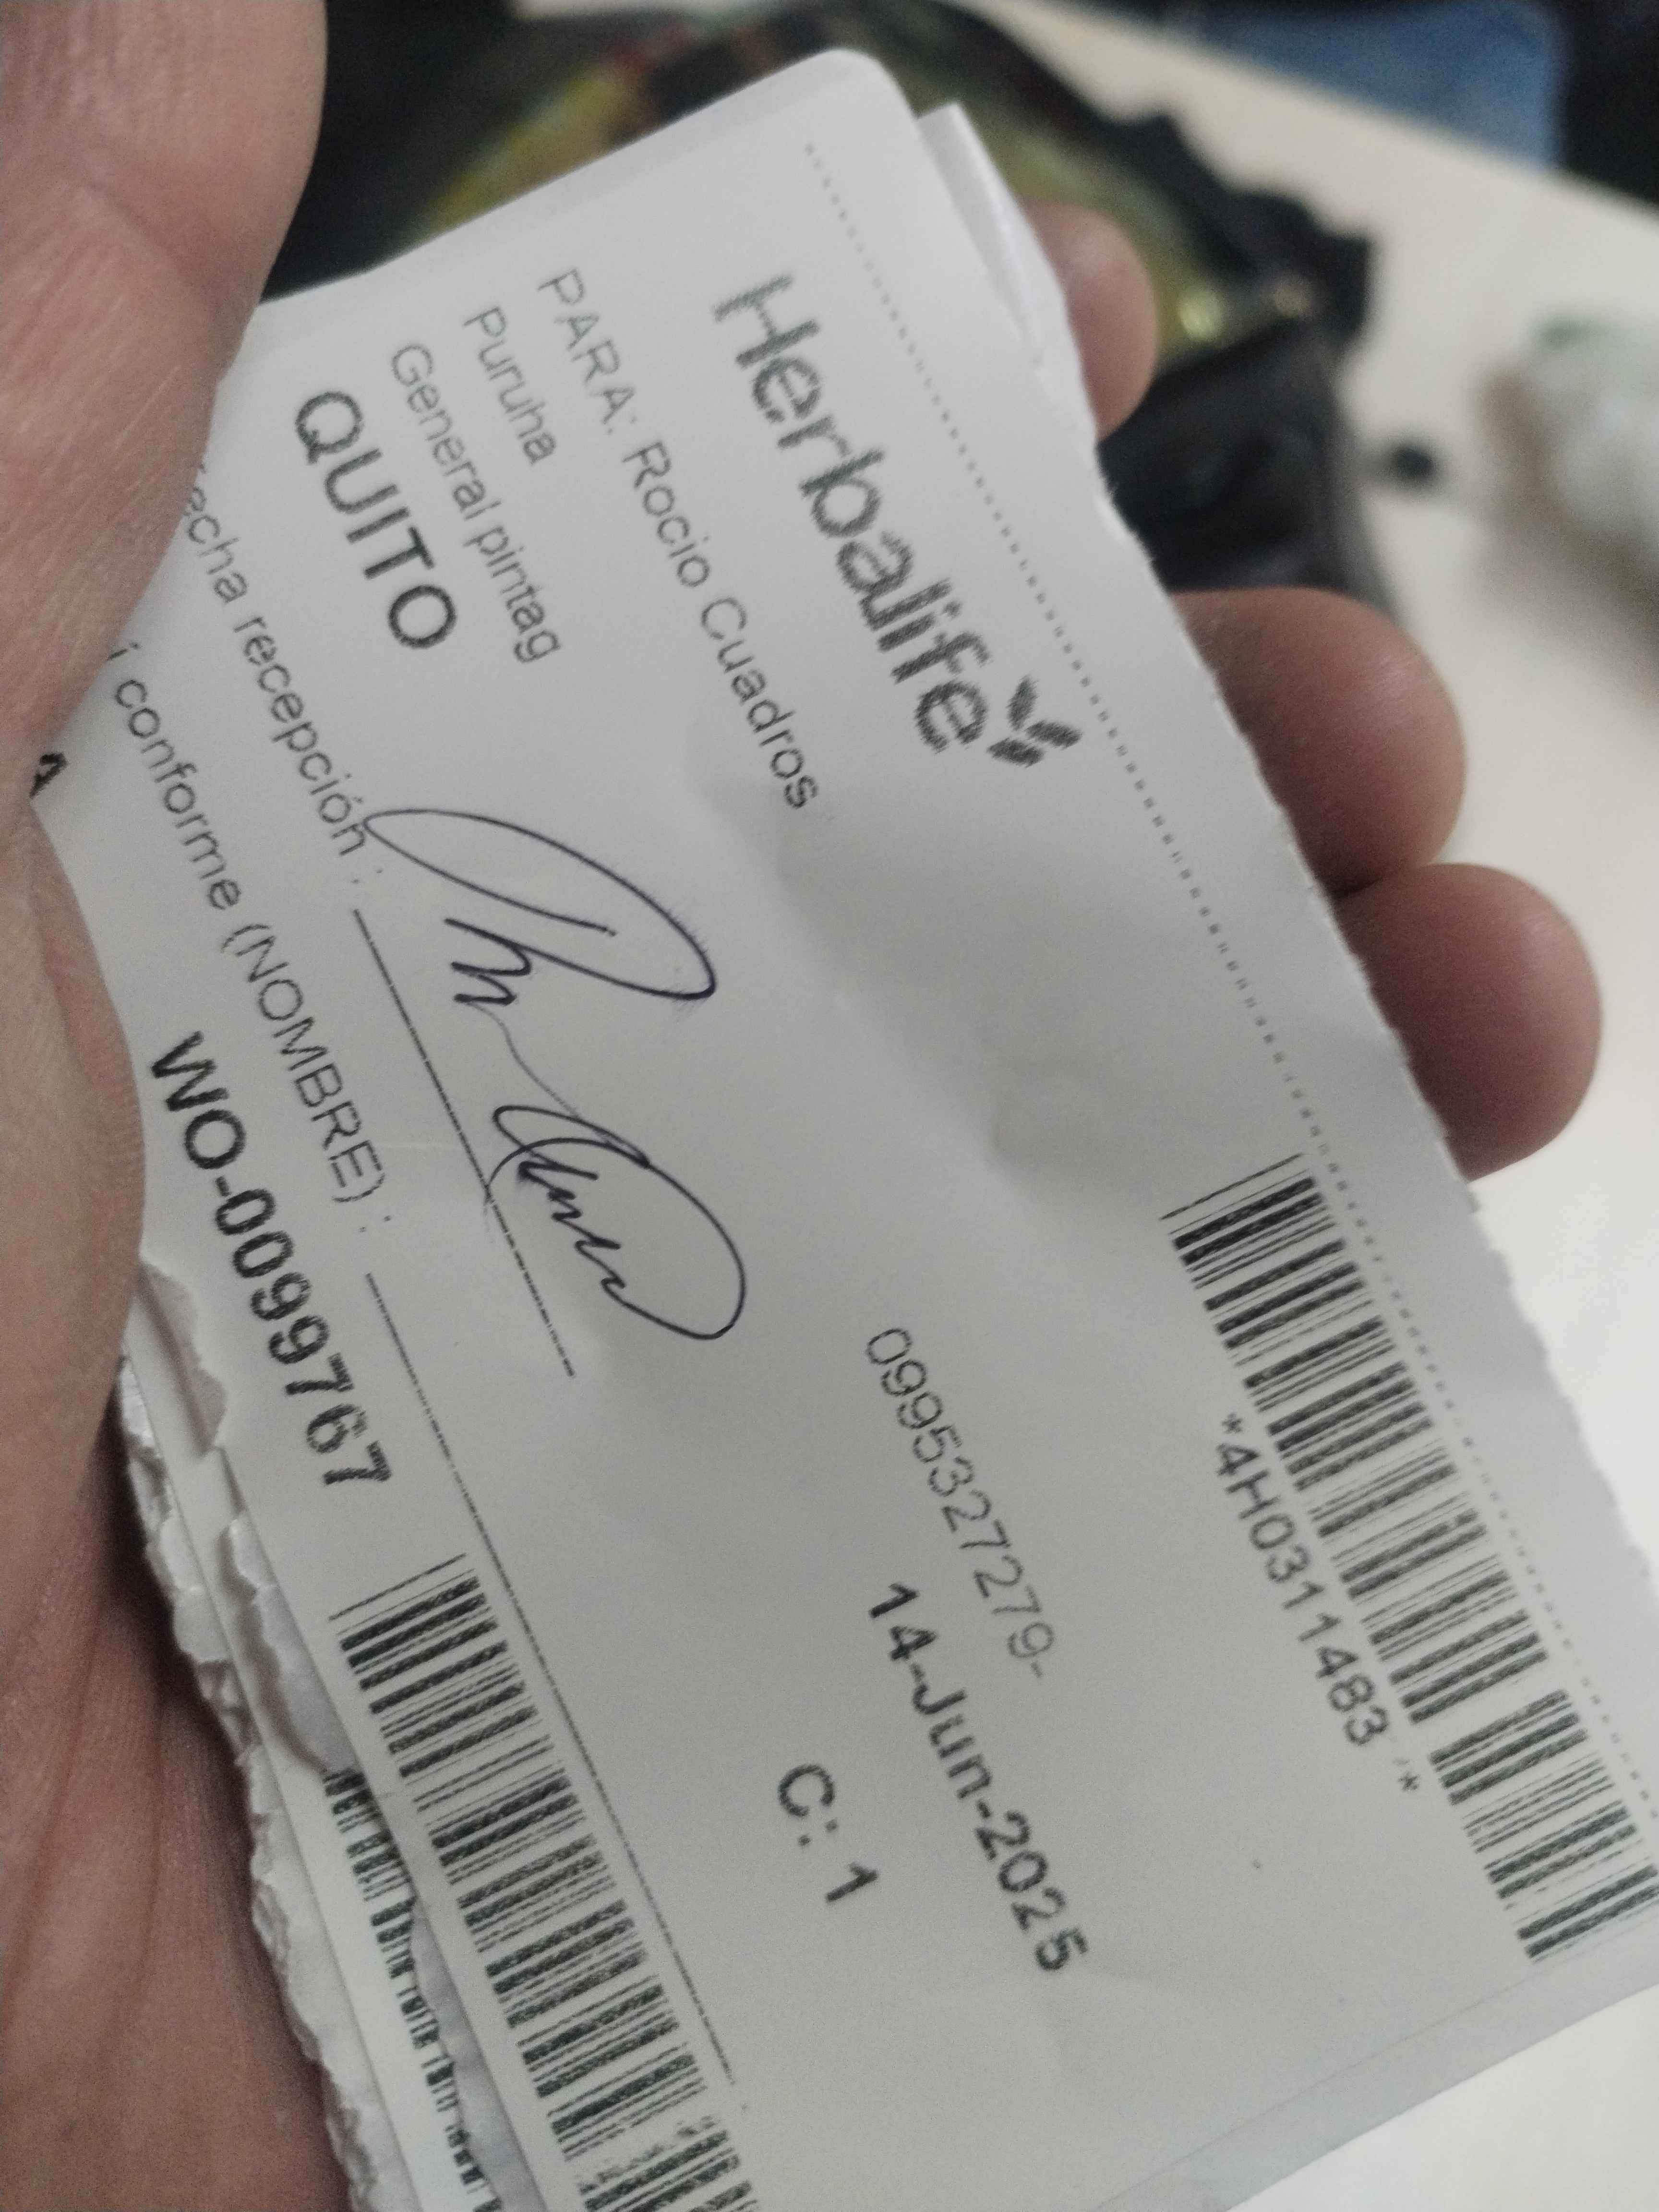 Herbalife
*4H0311483*
PARA: Rocio Cuadros
0995327279-
Puruha
14-Jun-2025
General pintag
QUITO
C: 1
echa recepción :
i conforme (NOMBRE) :
WO-0099767